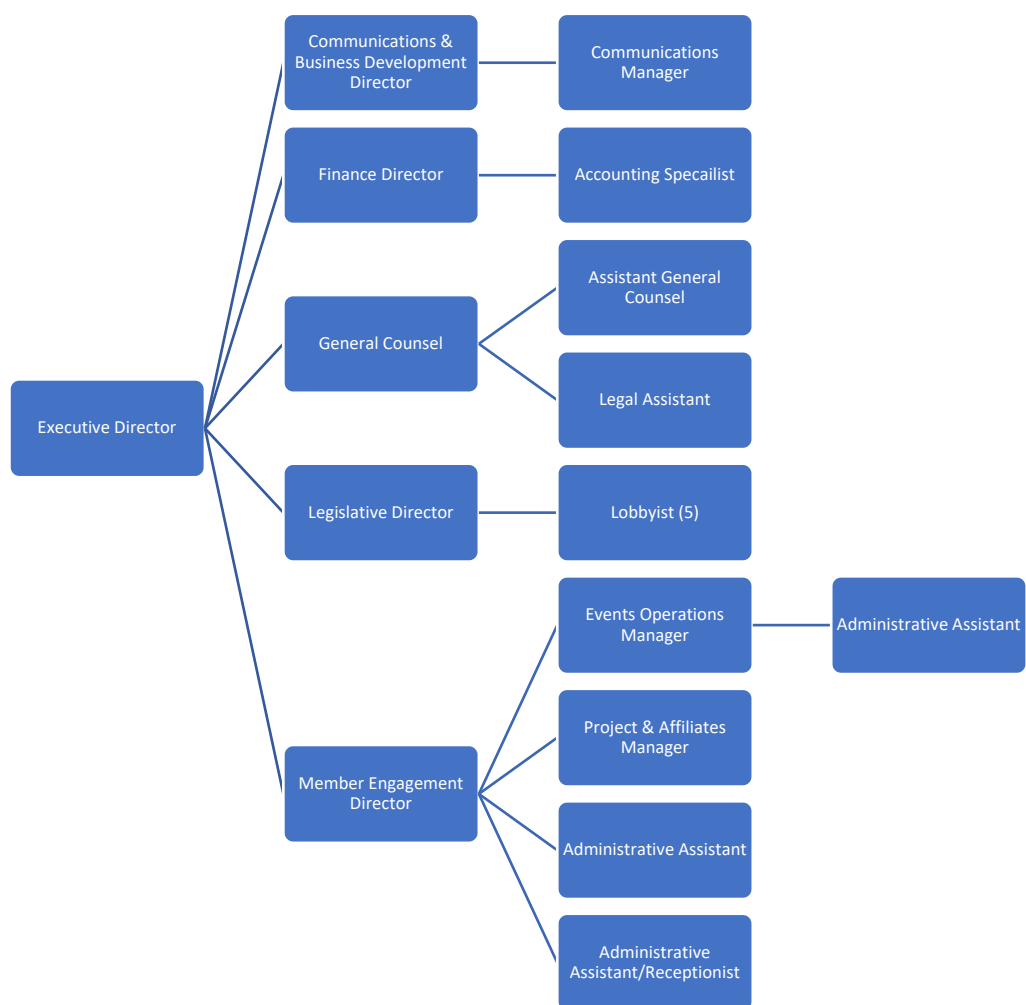 Communications &
Business Development
Director
Communications
Manager
Finance Director
Accounting Specailist
General Counsel
Assistant General
Counsel
Legal Assistant
Executive Director
Legislative Director
Lobbyist (5)
Events Operations
Manager
Administrative Assistant
Project & Affiliates
Manager
Member Engagement
Director
Administrative Assistant
Administrative
Assistant/Receptionist